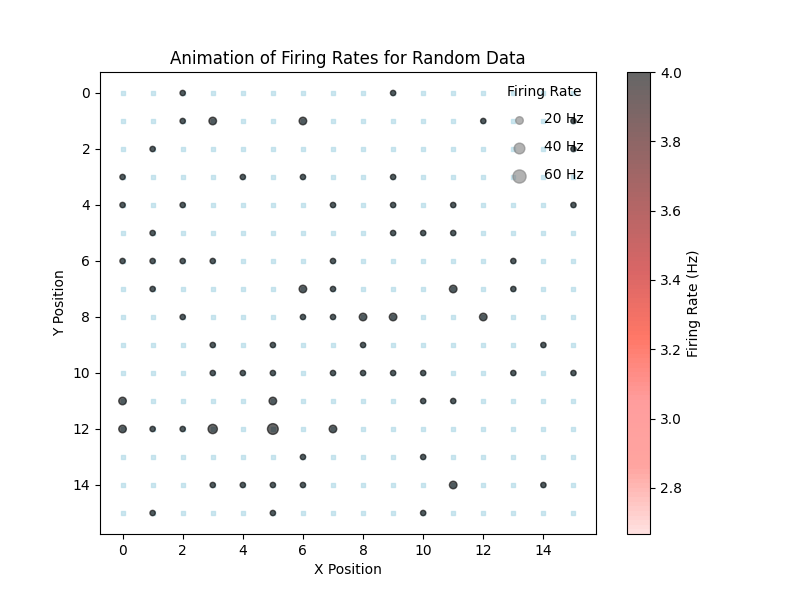 Animation of Firing Rates for Random Data
Firing Rate
20 Hz
40 Hz
60 Hz
0
2
4
6
8
10
12
14
Y Position
0 2 4 6 8 10 12 14
X Position
4.0
3.8
3.6
3.4
3.2
3.0
2.8
Firing Rate (Hz)